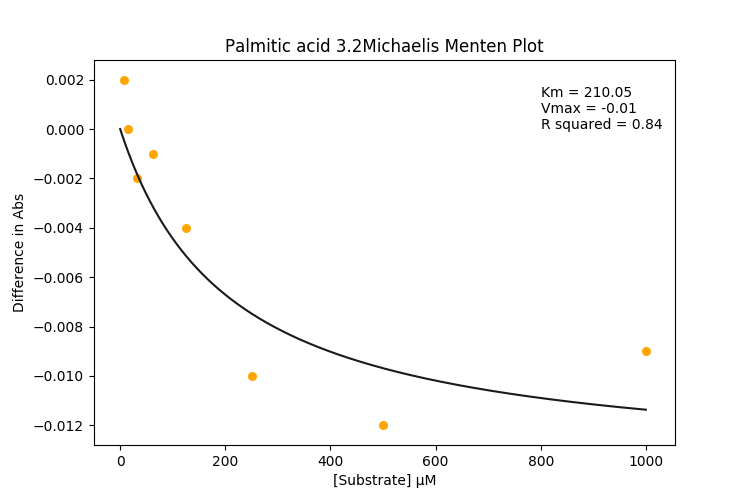 Palmitic acid 3.2Michaelis Menten Plot
Km = 210.05
Vmax = -0.01
R squared = 0.84
Difference in Abs
0.002
0.000
−0.002
−0.004
−0.006
−0.008
−0.010
−0.012
0 200 400 600 800 1000
[Substrate] μM